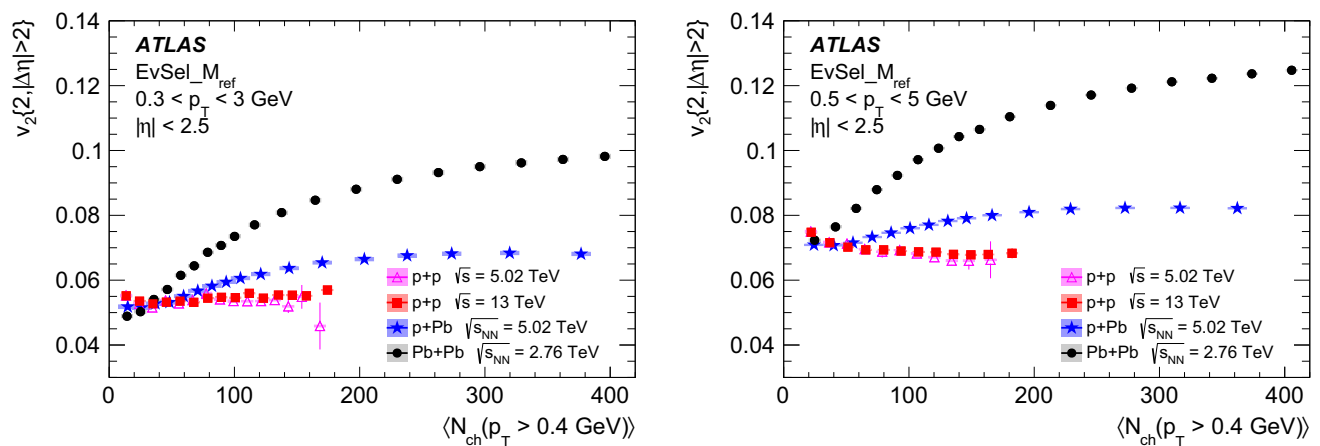 v₂{2,|Δη|>2}
0.14
0.12
0.1
0.08
0.06
0.04
ATLAS
EvSel_M_ref
0.3 < p_T < 3 GeV
|η| < 2.5
p+p √s = 5.02 TeV
p+p √s = 13 TeV
p+Pb √s_NN = 5.02 TeV
Pb+Pb √s_NN = 2.76 TeV
0 100 200 300 400
⟨N_ch(p_T > 0.4 GeV)⟩
v₂{2,|Δη|>2}
0.14
0.12
0.1
0.08
0.06
0.04
ATLAS
EvSel_M_ref
0.5 < p_T < 5 GeV
|η| < 2.5
p+p √s = 5.02 TeV
p+p √s = 13 TeV
p+Pb √s_NN = 5.02 TeV
Pb+Pb √s_NN = 2.76 TeV
0 100 200 300 400
⟨N_ch(p_T > 0.4 GeV)⟩